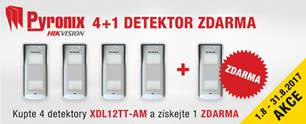 Pyronix
HIKVISION
4+1 DETEKTOR ZDARMA
+
ZDARMA
Kupte 4 detektory XDL12TT-AM a získejte 1 ZDARMA
1.8 - 31.8.2017
AKCE